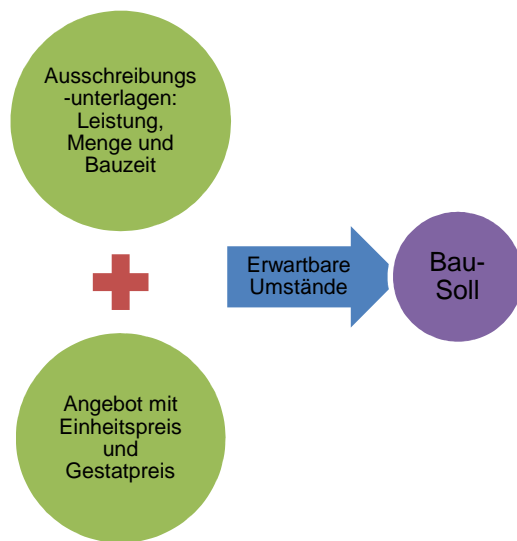 Ausschreibungs
-unterlagen:
Leistung,
Menge und
Bauzeit
Erwartbare
Umstände
Bau-
Soll
Angebot mit
Einheitspreis
und
Gestatpreis